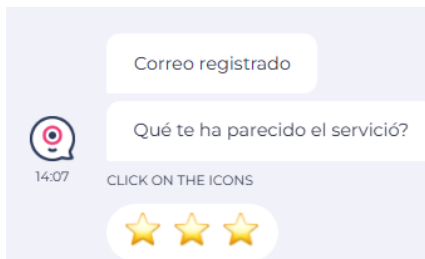 Correo registrado
Qué te ha parecido el servició?
14:07
CLICK ON THE ICONS